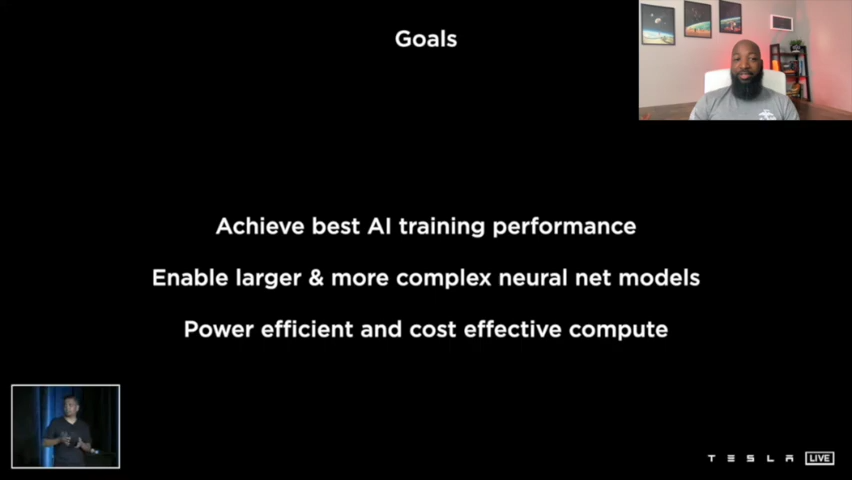 Goals
Achieve best AI training performance
Enable larger & more complex neural net models
Power efficient and cost effective compute
TESLA LIVE